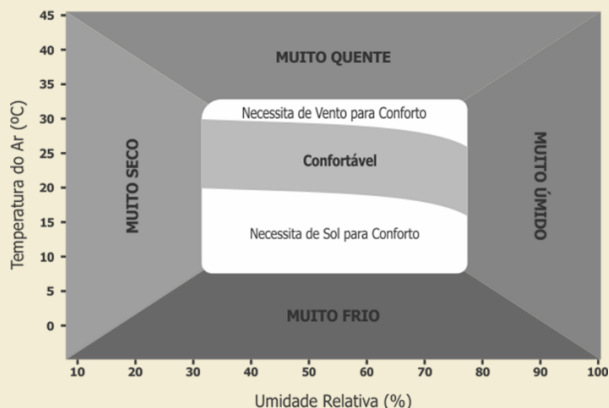 45
40
35
30
25
20
15
10
5
0
Temperatura do Ar (ºC)
MUITO QUENTE
Necessita de Vento para Conforto
Confortável
Necessita de Sol para Conforto
MUITO SECO
MUITO ÚMIDO
MUITO FRIO
10 20 30 40 50 60 70 80 90 100
Umidade Relativa (%)